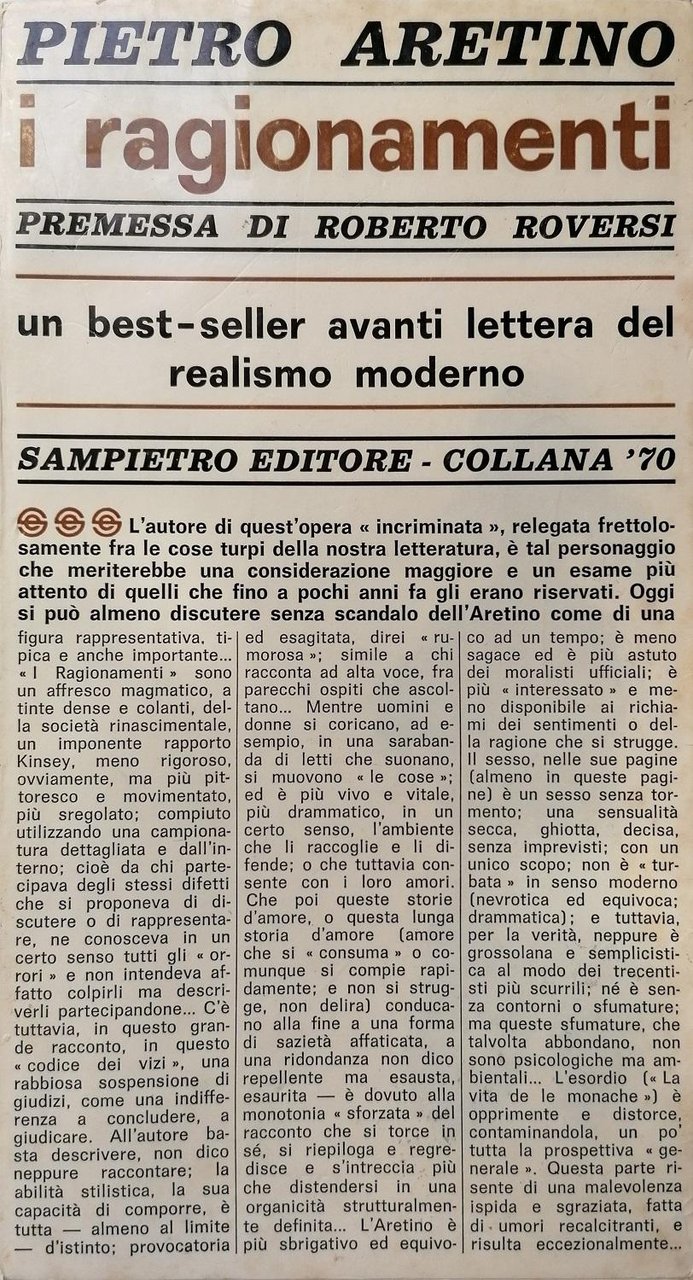 PIETRO ARETINO
i ragionamenti
PREMESSA DI ROBERTO ROVERSI
un best-seller avanti lettera del
realismo moderno
SAMPIETRO EDITORE - COLLANA '70
L'autore di quest'opera « incriminata », relegata frettolo-
samente fra le cose turpi della nostra letteratura, è tal personaggio
che meriterebbe una considerazione maggiore e un esame più
attento di quelli che fino a pochi anni fa gli erano riservati. Oggi
si può almeno discutere senza scandalo dell'Aretino come di una
figura rappresentativa, ti-
pica e anche importante...
« I Ragionamenti » sono
un affresco magmatico, a
tinte dense e colanti, del-
la società rinascimentale,
un imponente rapporto
Kinsey, meno rigoroso,
ovviamente, ma più pit-
toresco e movimentato,
più sregolato; compiuto
utilizzando una campiona-
tura dettagliata e dall'in-
terno; cioè da chi parte-
cipava degli stessi difetti
che si proponeva di di-
scutere o di rappresenta-
re, ne conosceva in un
certo senso tutti gli « or-
rori » e non intendeva af-
fatto colpirli ma descri-
verli partecipandone... C'è
tuttavia, in questo gran-
de racconto, in questo
« codice dei vizi », una
rabbiosa sospensione di
giudizi, come una indiffe-
renza a concludere, a
giudicare. All'autore ba-
sta descrivere, non dico
neppure raccontare; la
abilità stilistica, la sua
capacità di comporre, è
tutta — almeno al limite
— d'istinto; provocatoria
ed esagitata, direi « ru-
morosa »; simile a chi
racconta ad alta voce, fra
parecchi ospiti che ascol-
tano... Mentre uomini e
donne si coricano, ad e-
sempio, in una saraban-
da di letti che suonano,
si muovono « le cose »;
ed è più vivo e vitale,
più drammatico, in un
certo senso, l'ambiente
che li raccoglie e li di-
fende; o che tuttavia con-
sente con i loro amori.
Che poi queste storie
d'amore, o questa lunga
storia d'amore (amore
che si « consuma » o co-
munque si compie rapi-
damente; e non si strug-
ge, non delira) conduca-
no alla fine a una forma
di sazietà affaticata, a
una ridondanza non dico
repellente ma esausta,
esaurita — è dovuto alla
monotonia « sforzata » del
racconto che si torce in
sé, si riepiloga e regre-
disce e s'intreccia più
che distendersi in una
organicità strutturalmen-
te definita... L'Aretino è
più sbrigativo ed equivo-
co ad un tempo; è meno
sagace ed è più astuto
dei moralisti ufficiali; è
più « interessato » e me-
no disponibile ai richia-
mi dei sentimenti o del-
la ragione che si strugge.
Il sesso, nelle sue pagine
(almeno in queste pagi-
ne) è un sesso senza tor-
mento; una sensualità
secca, ghiotta, decisa,
senza imprevisti; con un
unico scopo; non è « tur-
bata » in senso moderno
(nevrotica ed equivoca;
drammatica); e tuttavia,
per la verità, neppure è
grossolana e semplicisti-
ca al modo dei trecenti-
sti più scurrili; né è sen-
za contorni o sfumature;
ma queste sfumature, che
talvolta abbondano, non
sono psicologiche ma am-
bientali... L'esordio (« La
vita de le monache ») è
opprimente e distorce,
contaminandola, un po'
tutta la prospettiva « ge-
nerale ». Questa parte ri-
sente di una malevolenza
ispida e sgraziata, fatta
di umori recalcitranti, e
risulta eccezionalmente...